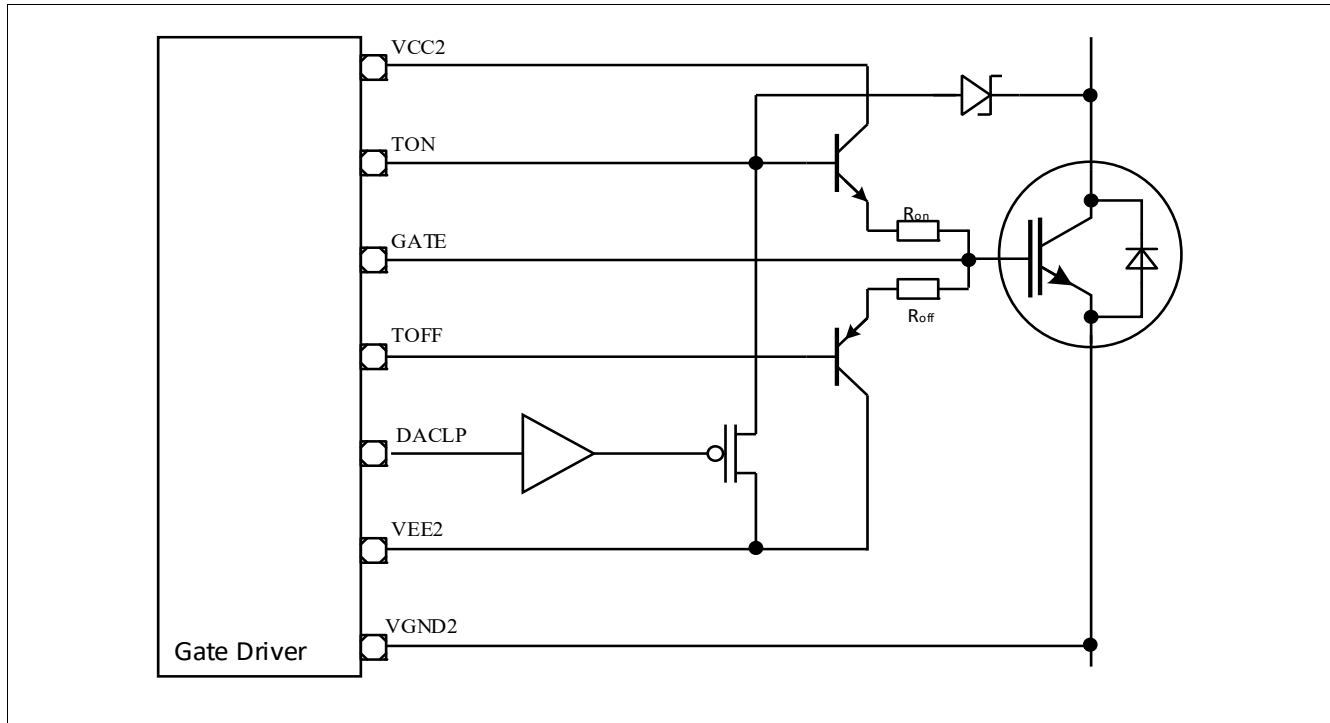 VCC2
TON
Ron
GATE
Roff
TOFF
DACLP
VEE2
VGND2
Gate Driver